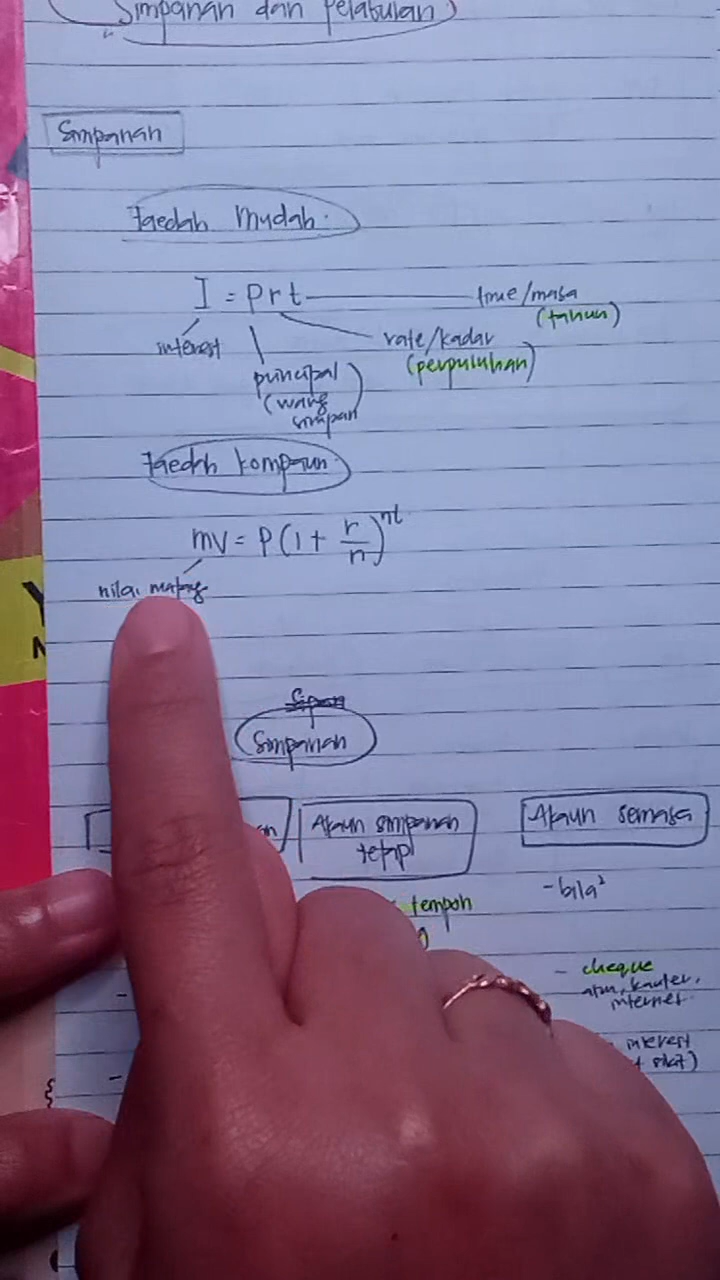 Simpanan dan Pelaburan
Simpanan
Faedah Mudah
I = Prt
time/masa
(tahun)
interest
rate/kadar
(perpuluhan)
principal
(wang
simpan
Faedah kompaun
MV = P(1 + r/n)^nt
nilai matang
Simpanan
Akaun simpanan
tetap
Akaun semasa
- bila²
tempoh
- cheque
atm, kaunter,
internet
interest